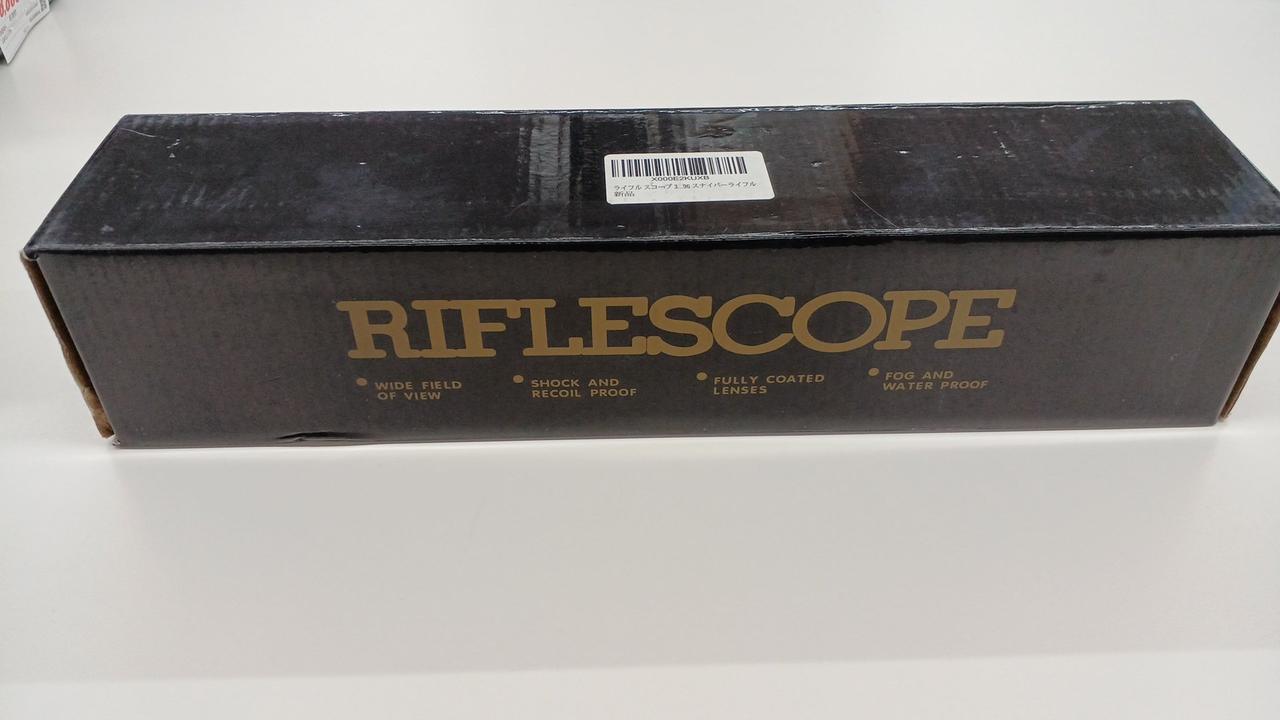 X000E2KUXB
ライフル スコープ 3...36 スナイパーライフル
新品
RIFLESCOPE
• WIDE FIELD
OF VIEW
• SHOCK AND
RECOIL PROOF
• FULLY COATED
LENSES
• FOG AND
WATER PROOF